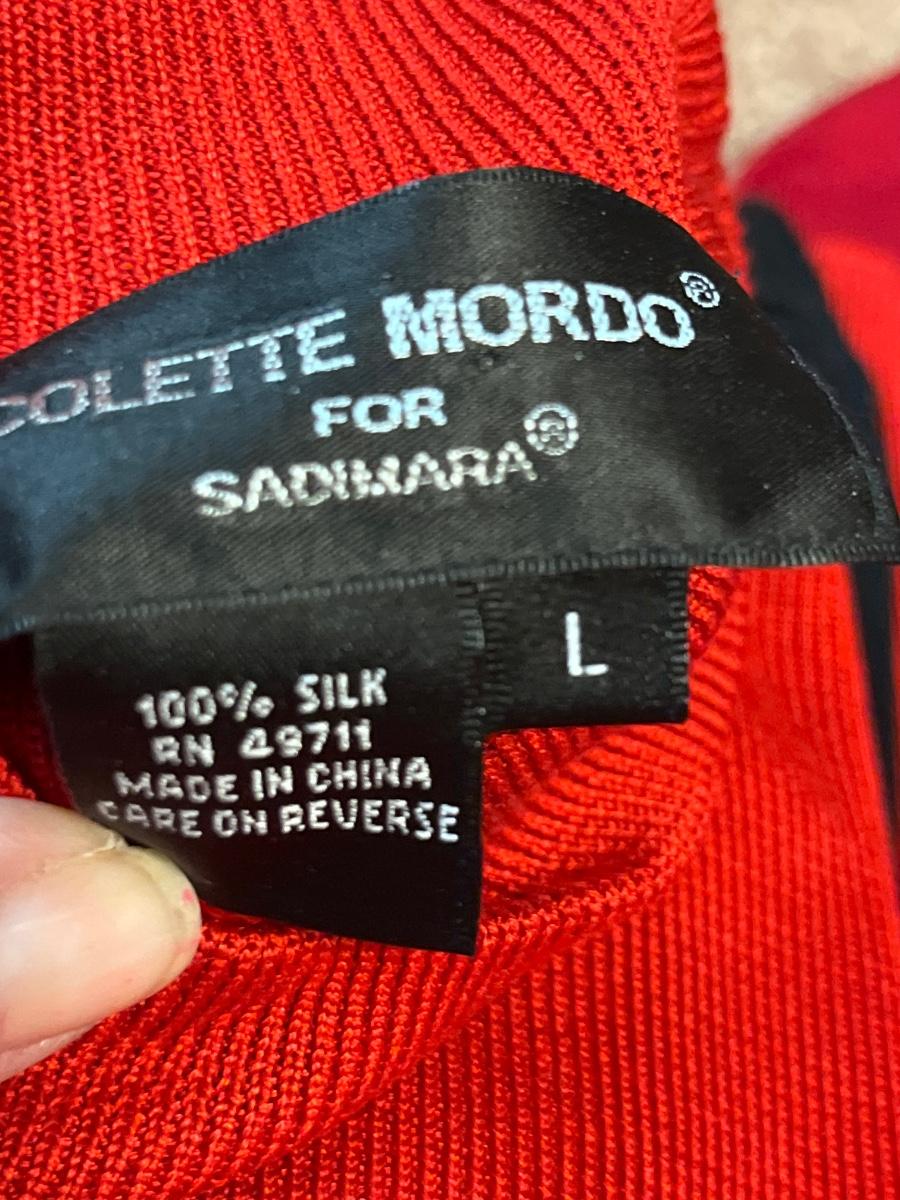 COLETTE MORDO®
FOR
SADIMARA®
L
100% SILK
RN 49711
MADE IN CHINA
CARE ON REVERSE